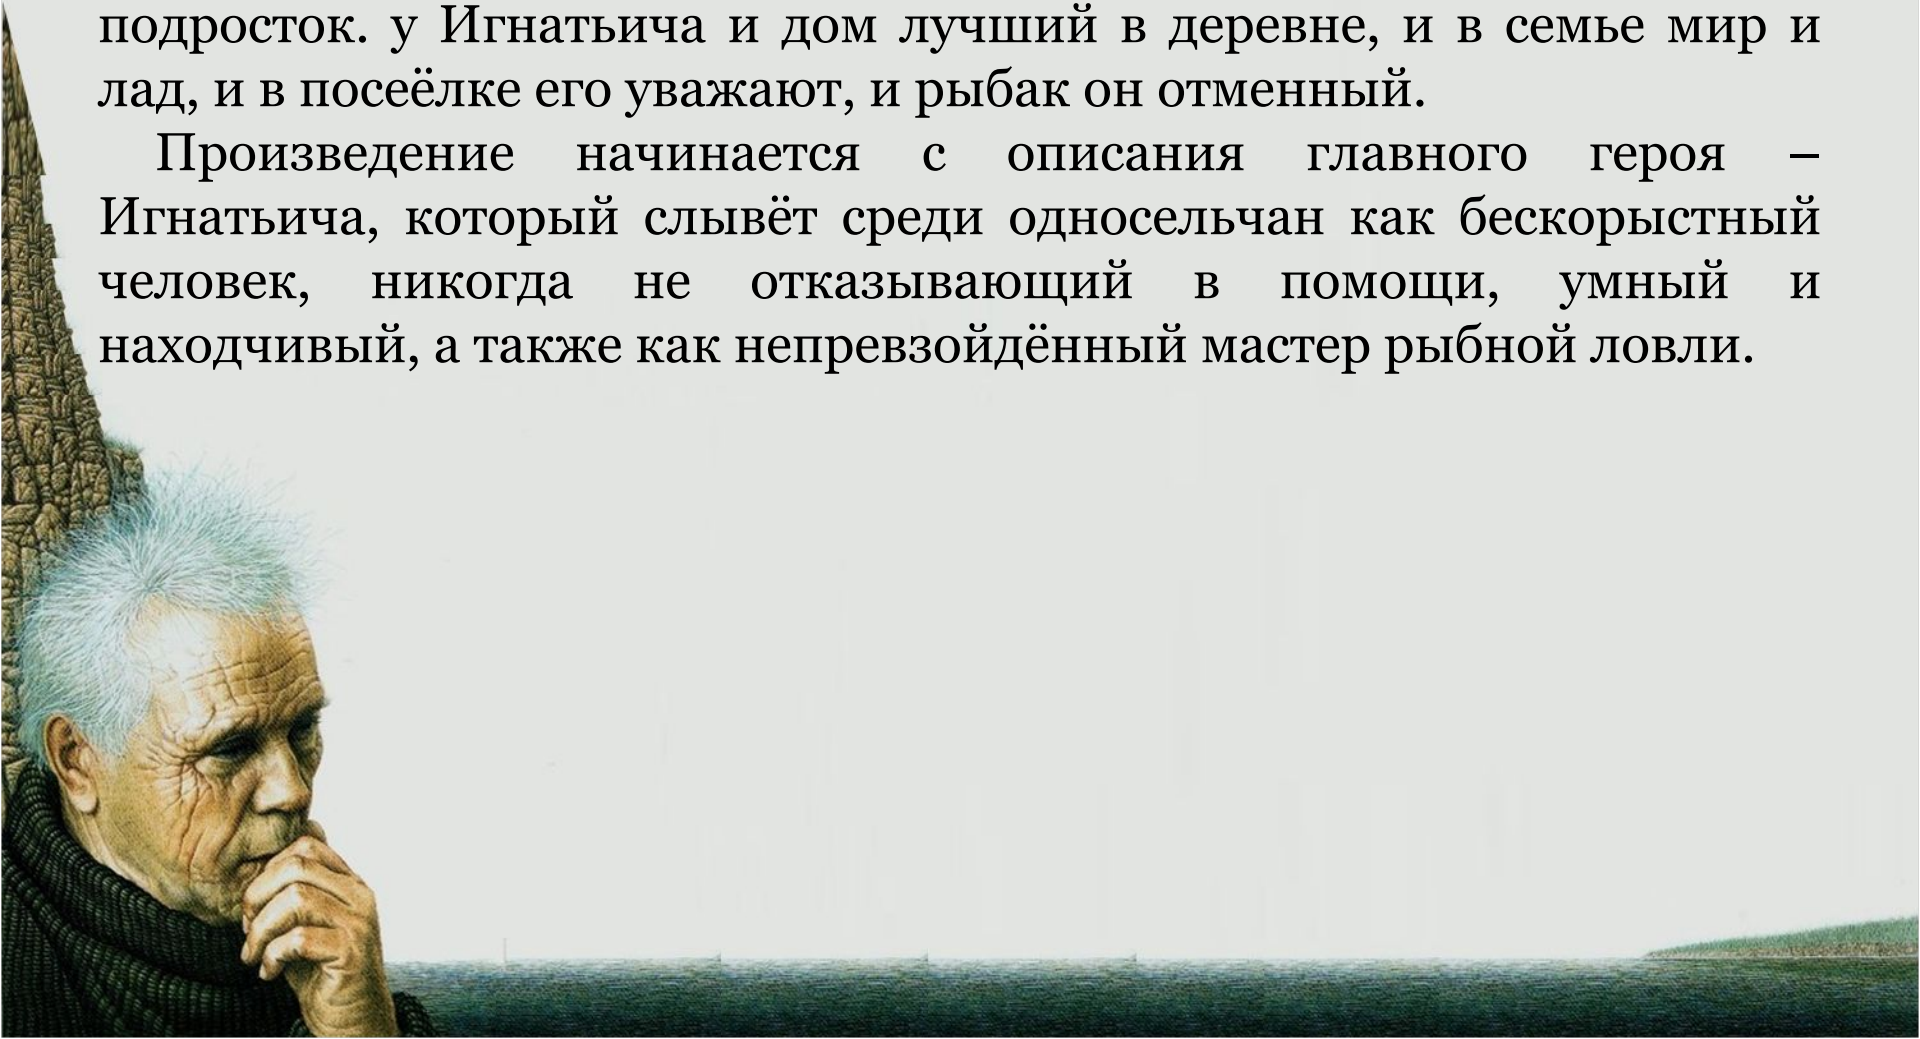 подросток. у Игнатьича и дом лучший в деревне, и в семье мир и
лад, и в посеёлке его уважают, и рыбак он отменный.
Произведение начинается с описания главного героя –
Игнатьича, который слывёт среди односельчан как бескорыстный
человек, никогда не отказывающий в помощи, умный и
находчивый, а также как непревзойдённый мастер рыбной ловли.